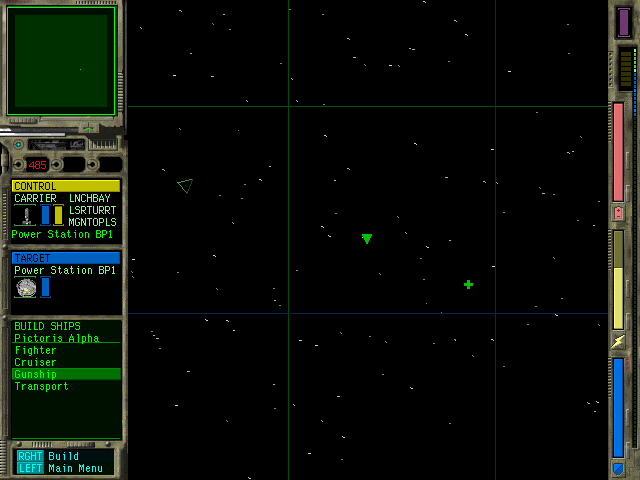 485
CONTROL
CARRIER LNCHBAY
LSRTURRT
MGNTOPLS
Power Station BP1
TARGET
Power Station BP1
BUILD SHIPS
Pictoris Alpha
Fighter
Cruiser
Gunship
Transport
RGHT Build
LEFT Main Menu